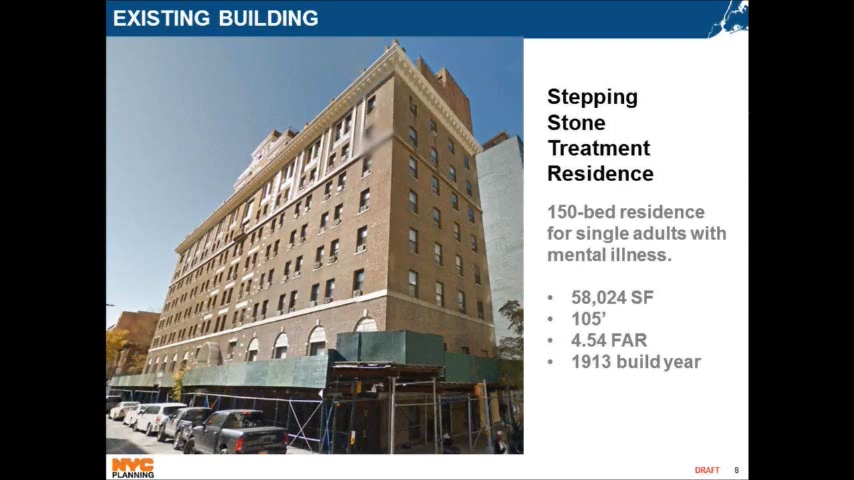 EXISTING BUILDING
Stepping
Stone
Treatment
Residence
150-bed residence
for single adults with
mental illness.
• 58,024 SF
• 105’
• 4.54 FAR
• 1913 build year
NYC
PLANNING
DRAFT 8